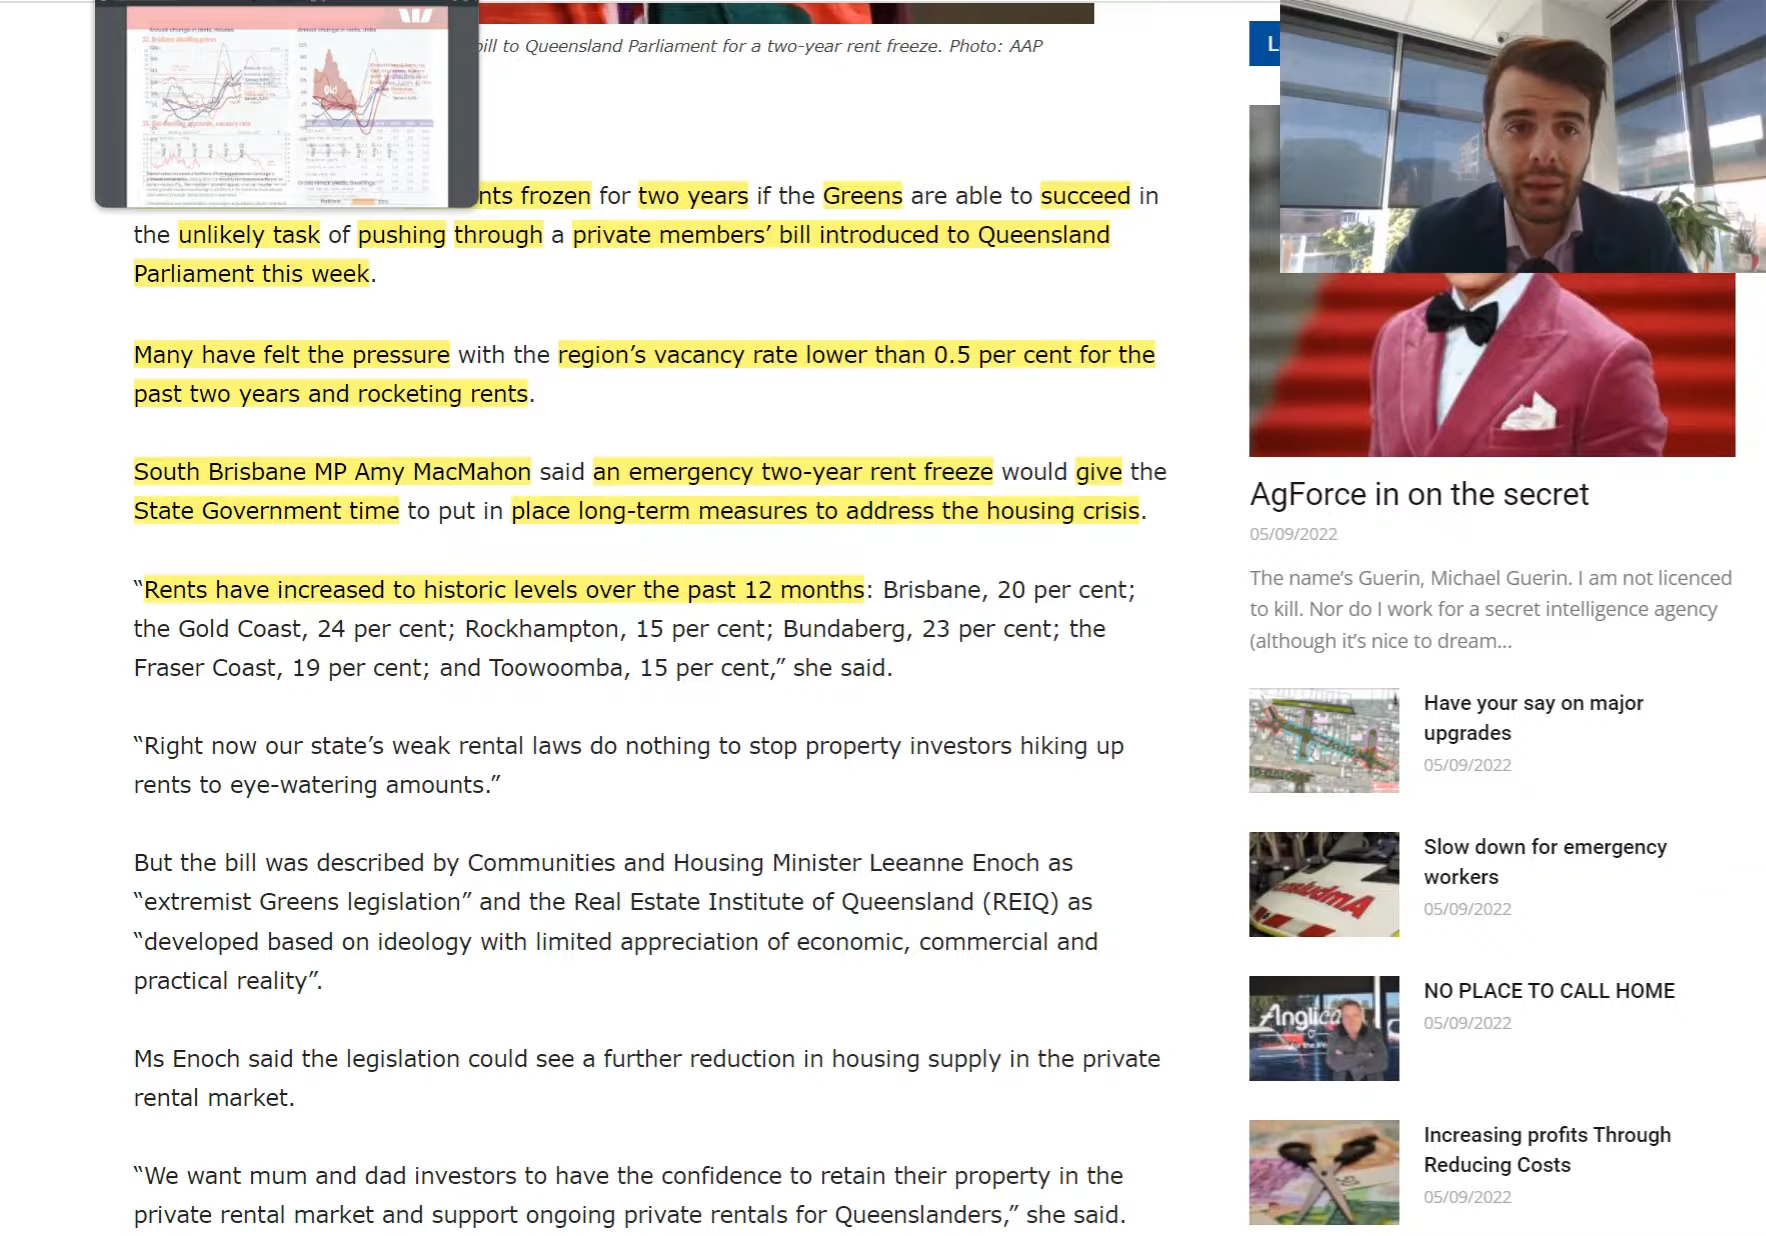 Annual change in rents, Houses
Annual change in rents, Units
Qld
bill to Queensland Parliament for a two-year rent freeze. Photo: AAP
nts frozen for two years if the Greens are able to succeed in
the unlikely task of pushing through a private members’ bill introduced to Queensland
Parliament this week.
Many have felt the pressure with the region’s vacancy rate lower than 0.5 per cent for the
past two years and rocketing rents.
South Brisbane MP Amy MacMahon said an emergency two-year rent freeze would give the
State Government time to put in place long-term measures to address the housing crisis.
“Rents have increased to historic levels over the past 12 months: Brisbane, 20 per cent;
the Gold Coast, 24 per cent; Rockhampton, 15 per cent; Bundaberg, 23 per cent; the
Fraser Coast, 19 per cent; and Toowoomba, 15 per cent,” she said.
“Right now our state’s weak rental laws do nothing to stop property investors hiking up
rents to eye-watering amounts.”
But the bill was described by Communities and Housing Minister Leeanne Enoch as
“extremist Greens legislation” and the Real Estate Institute of Queensland (REIQ) as
“developed based on ideology with limited appreciation of economic, commercial and
practical reality”.
Ms Enoch said the legislation could see a further reduction in housing supply in the private
rental market.
“We want mum and dad investors to have the confidence to retain their property in the
private rental market and support ongoing private rentals for Queenslanders,” she said.
L
AgForce in on the secret
05/09/2022
The name’s Guerin, Michael Guerin. I am not licenced
to kill. Nor do I work for a secret intelligence agency
(although it’s nice to dream...
Have your say on major
upgrades
05/09/2022
Slow down for emergency
workers
05/09/2022
Ambulance
NO PLACE TO CALL HOME
05/09/2022
Anglica
Increasing profits Through
Reducing Costs
05/09/2022